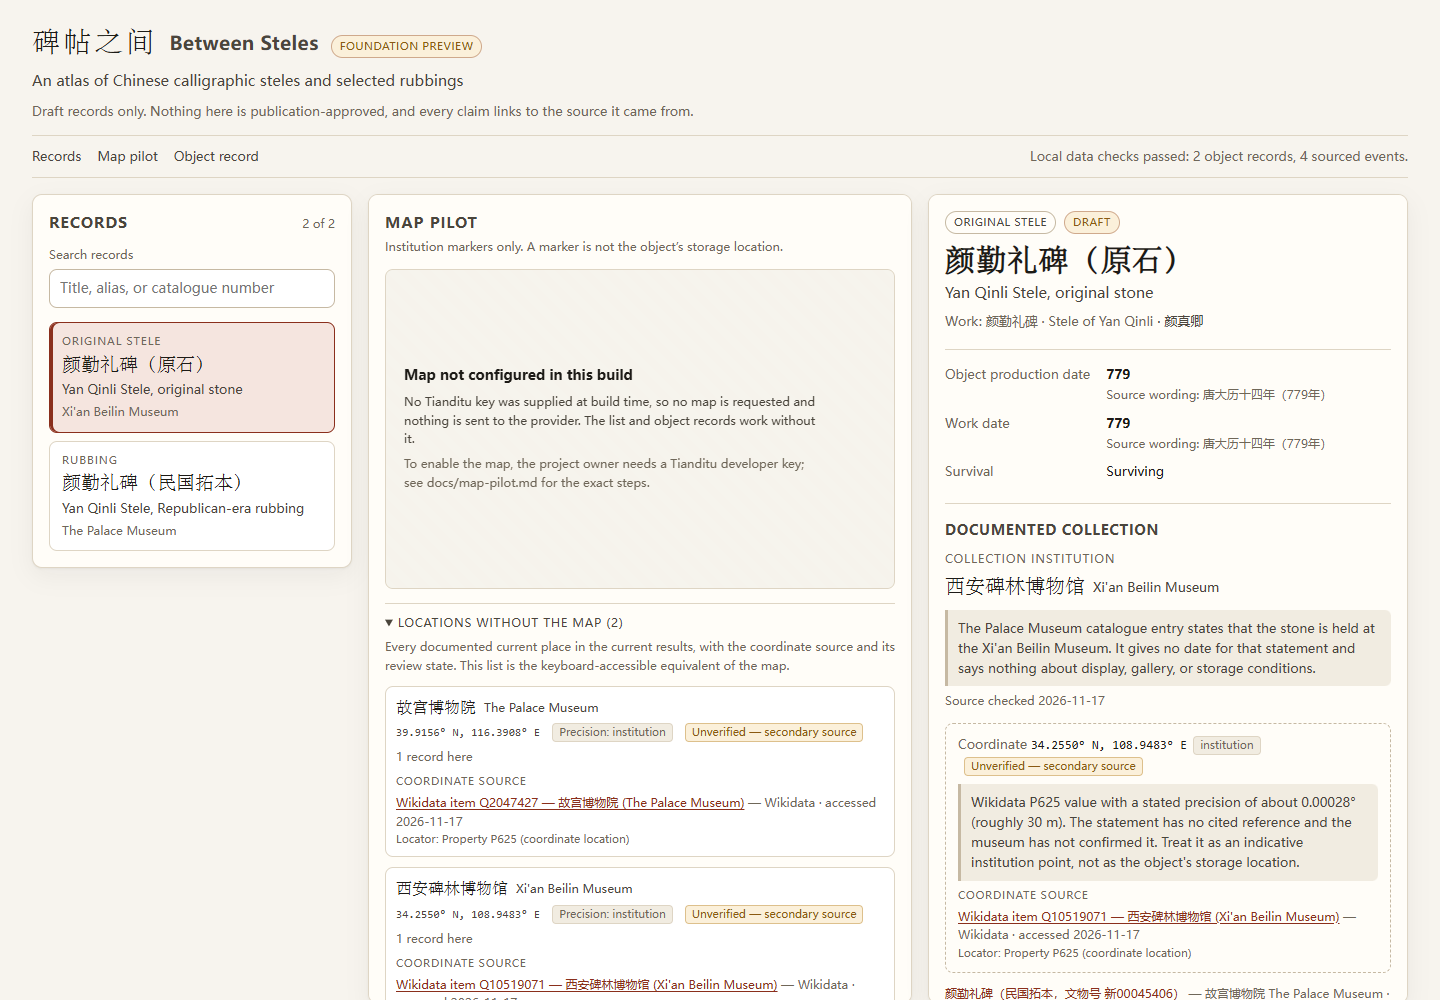 碑帖之间 Between Steles FOUNDATION PREVIEW
An atlas of Chinese calligraphic steles and selected rubbings
Draft records only. Nothing here is publication-approved, and every claim links to the source it came from.
Records Map pilot Object record
Local data checks passed: 2 object records, 4 sourced events.
RECORDS 2 of 2
Search records
Title, alias, or catalogue number
ORIGINAL STELE
颜勤礼碑（原石）
Yan Qinli Stele, original stone
Xi'an Beilin Museum
RUBBING
颜勤礼碑（民国拓本）
Yan Qinli Stele, Republican-era rubbing
The Palace Museum
MAP PILOT
Institution markers only. A marker is not the object’s storage location.
Map not configured in this build
No Tianditu key was supplied at build time, so no map is requested and
nothing is sent to the provider. The list and object records work without
it.
To enable the map, the project owner needs a Tianditu developer key;
see docs/map-pilot.md for the exact steps.
▼ LOCATIONS WITHOUT THE MAP (2)
Every documented current place in the current results, with the coordinate source and its
review state. This list is the keyboard-accessible equivalent of the map.
故宫博物院 The Palace Museum
39.9156° N, 116.3908° E Precision: institution Unverified — secondary source
1 record here
COORDINATE SOURCE
Wikidata item Q2047427 — 故宫博物院 (The Palace Museum) — Wikidata · accessed
2026-11-17
Locator: Property P625 (coordinate location)
西安碑林博物馆 Xi'an Beilin Museum
34.2550° N, 108.9483° E Precision: institution Unverified — secondary source
1 record here
COORDINATE SOURCE
Wikidata item Q10519071 — 西安碑林博物馆 (Xi'an Beilin Museum) — Wikidata ·
ORIGINAL STELE DRAFT
颜勤礼碑（原石）
Yan Qinli Stele, original stone
Work: 颜勤礼碑 · Stele of Yan Qinli · 颜真卿
Object production date 779
Source wording: 唐大历十四年（779年）
Work date 779
Source wording: 唐大历十四年（779年）
Survival Surviving
DOCUMENTED COLLECTION
COLLECTION INSTITUTION
西安碑林博物馆 Xi'an Beilin Museum
The Palace Museum catalogue entry states that the stone is held at
the Xi'an Beilin Museum. It gives no date for that statement and
says nothing about display, gallery, or storage conditions.
Source checked 2026-11-17
Coordinate 34.2550° N, 108.9483° E institution
Unverified — secondary source
Wikidata P625 value with a stated precision of about 0.00028°
(roughly 30 m). The statement has no cited reference and the
museum has not confirmed it. Treat it as an indicative
institution point, not as the object's storage location.
COORDINATE SOURCE
Wikidata item Q10519071 — 西安碑林博物馆 (Xi'an Beilin Museum) —
Wikidata · accessed 2026-11-17
Locator: Property P625 (coordinate location)
颜勤礼碑（民国拓本，文物号 新00045406） — 故宫博物院 The Palace Museum ·